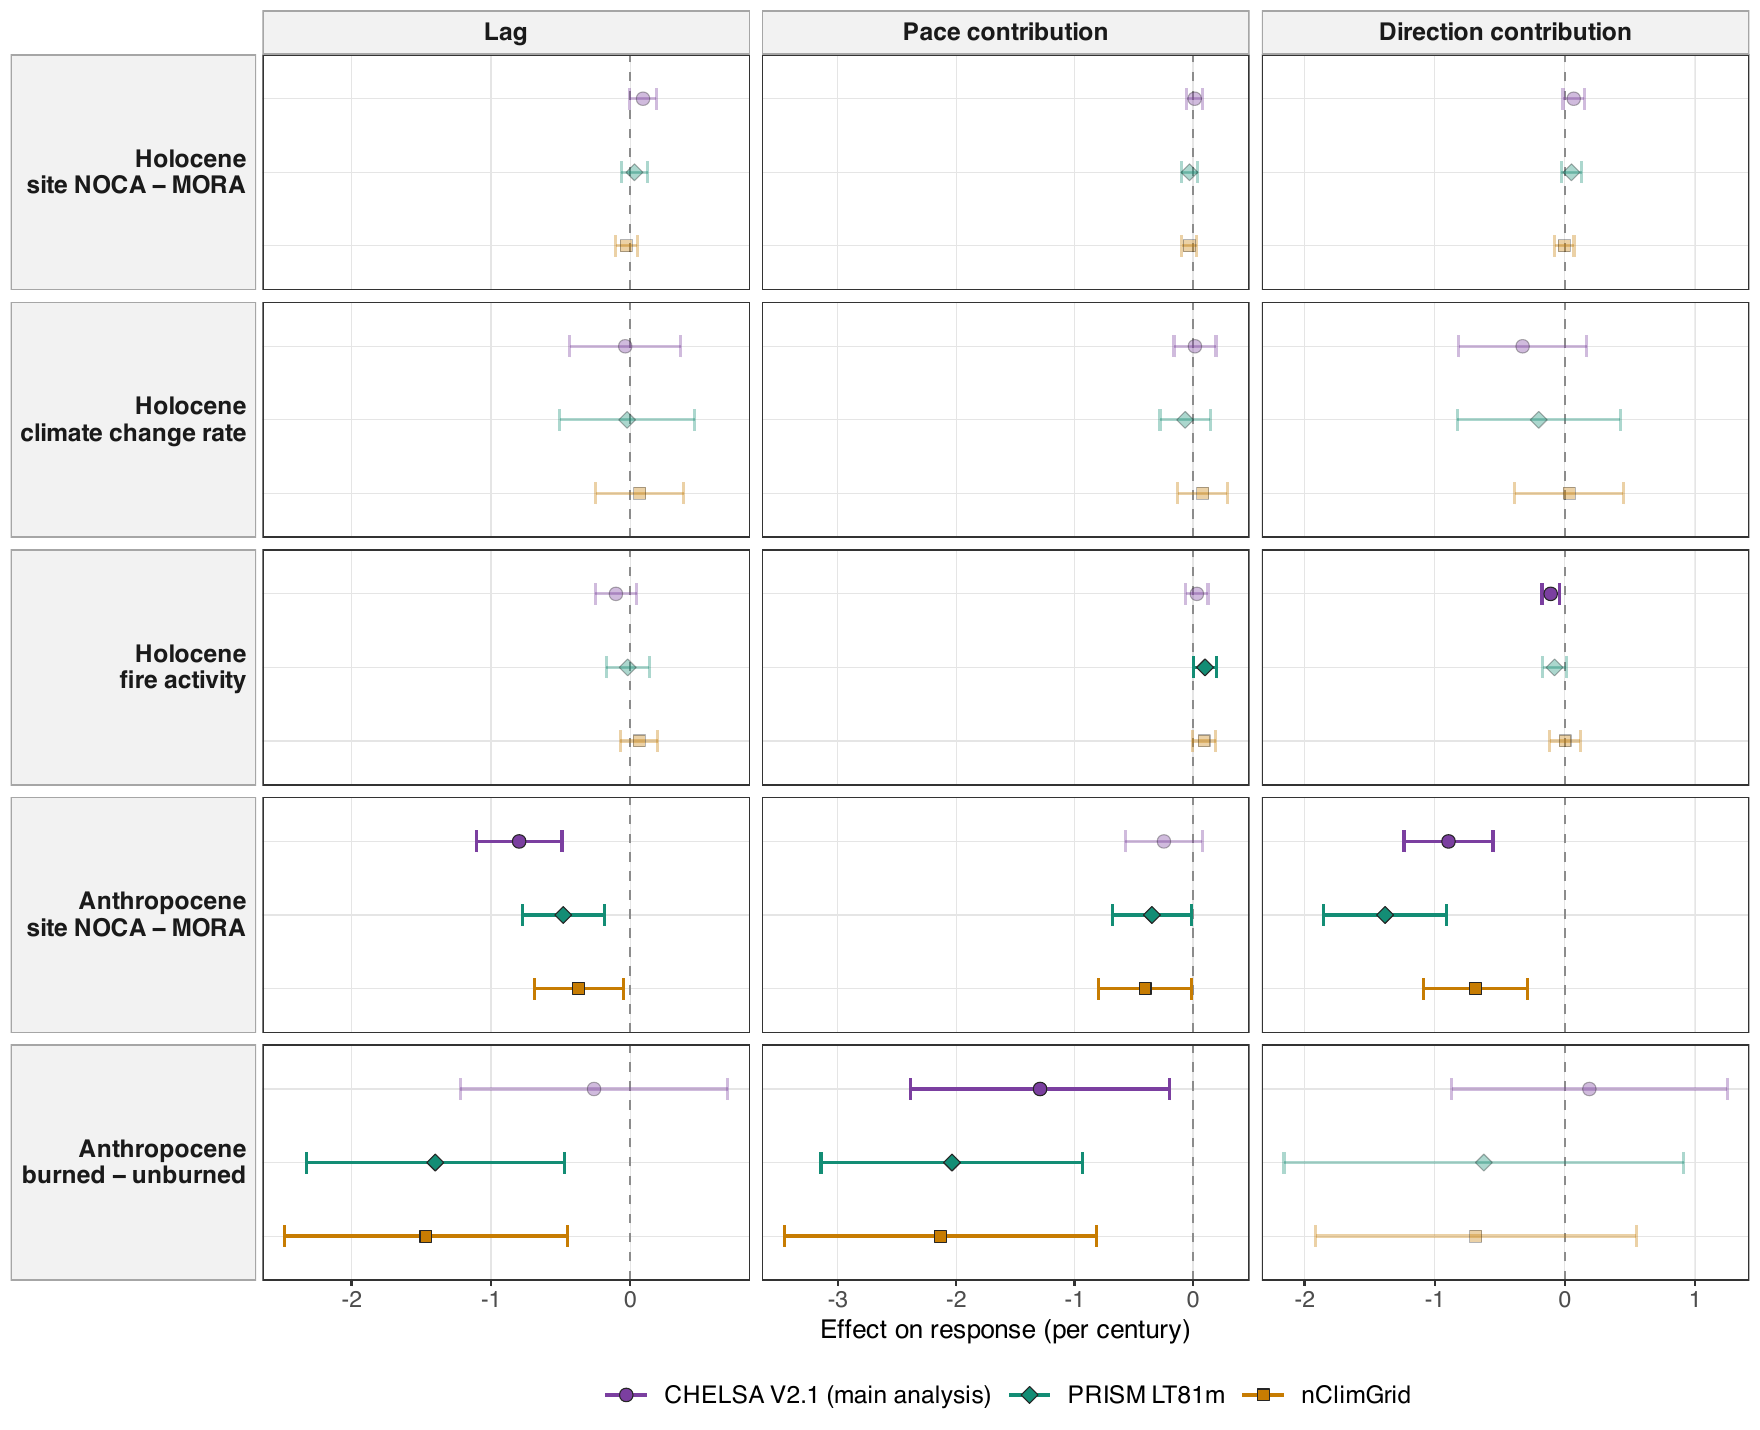 Lag
Pace contribution
Direction contribution
Holocene
site NOCA – MORA
Holocene
climate change rate
Holocene
fire activity
Anthropocene
site NOCA – MORA
Anthropocene
burned – unburned
-2 -1 0
-3 -2 -1 0
-2 -1 0 1
Effect on response (per century)
CHELSA V2.1 (main analysis) PRISM LT81m nClimGrid